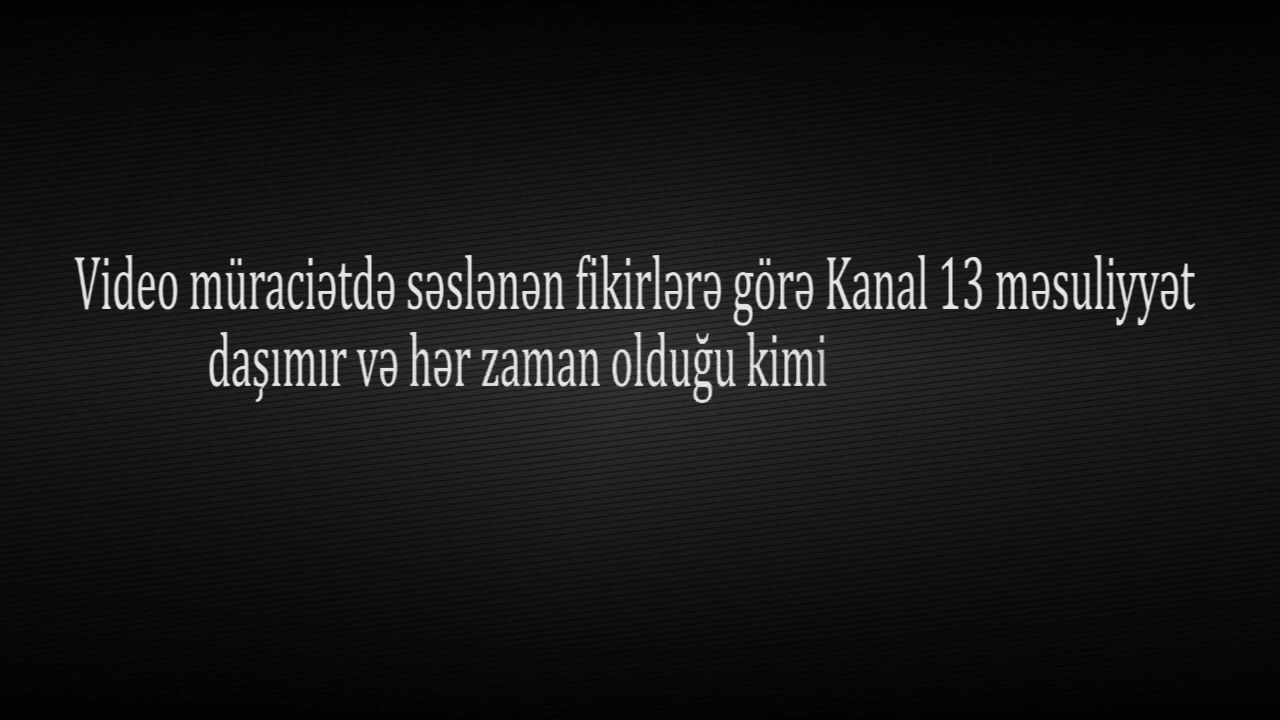 Video müraciətdə səslənən fikirlərə görə Kanal 13 məsuliyyət
daşımır və hər zaman olduğu kimi